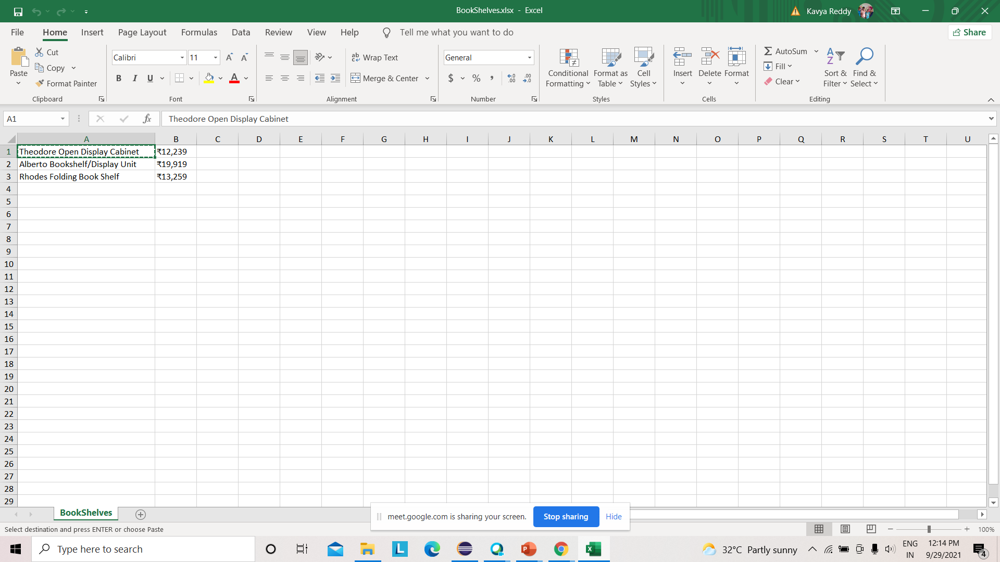 BookShelves.xlsx - Excel
Kavya Reddy
File Home Insert Page Layout Formulas Data Review View Help Tell me what you want to do
Share
Paste
Cut
Copy
Format Painter
Clipboard
Calibri 11
B I U
Font
Wrap Text
Merge & Center
Alignment
General
$ % ,
Number
Conditional Formatting
Format as Table
Cell Styles
Styles
Insert
Delete
Format
Cells
AutoSum
Fill
Clear
Sort & Filter
Find & Select
Editing
A1 fx Theodore Open Display Cabinet
A B C D E F G H I J K L M N O P Q R S T U
1 Theodore Open Display Cabinet ₹12,239
2 Alberto Bookshelf/Display Unit ₹19,919
3 Rhodes Folding Book Shelf ₹13,259
4
5
6
7
8
9
10
11
12
13
14
15
16
17
18
19
20
21
22
23
24
25
26
27
28
29
BookShelves
meet.google.com is sharing your screen. Stop sharing Hide
Select destination and press ENTER or choose Paste
100%
Type here to search
32°C Partly sunny
ENG
IN
12:14 PM
9/29/2021
4